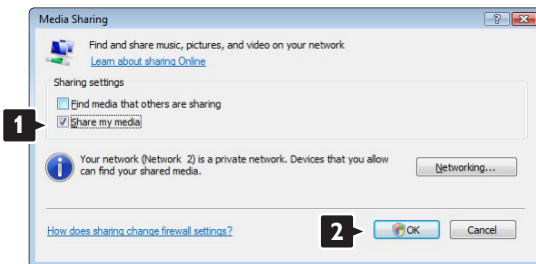 Media Sharing
Find and share music, pictures, and video on your network
Learn about sharing Online
Sharing settings
Find media that others are sharing
1
Share my media
Your network (Network 2) is a private network. Devices that you allow
can find your shared media.
Networking...
How does sharing change firewall settings?
2
OK
Cancel